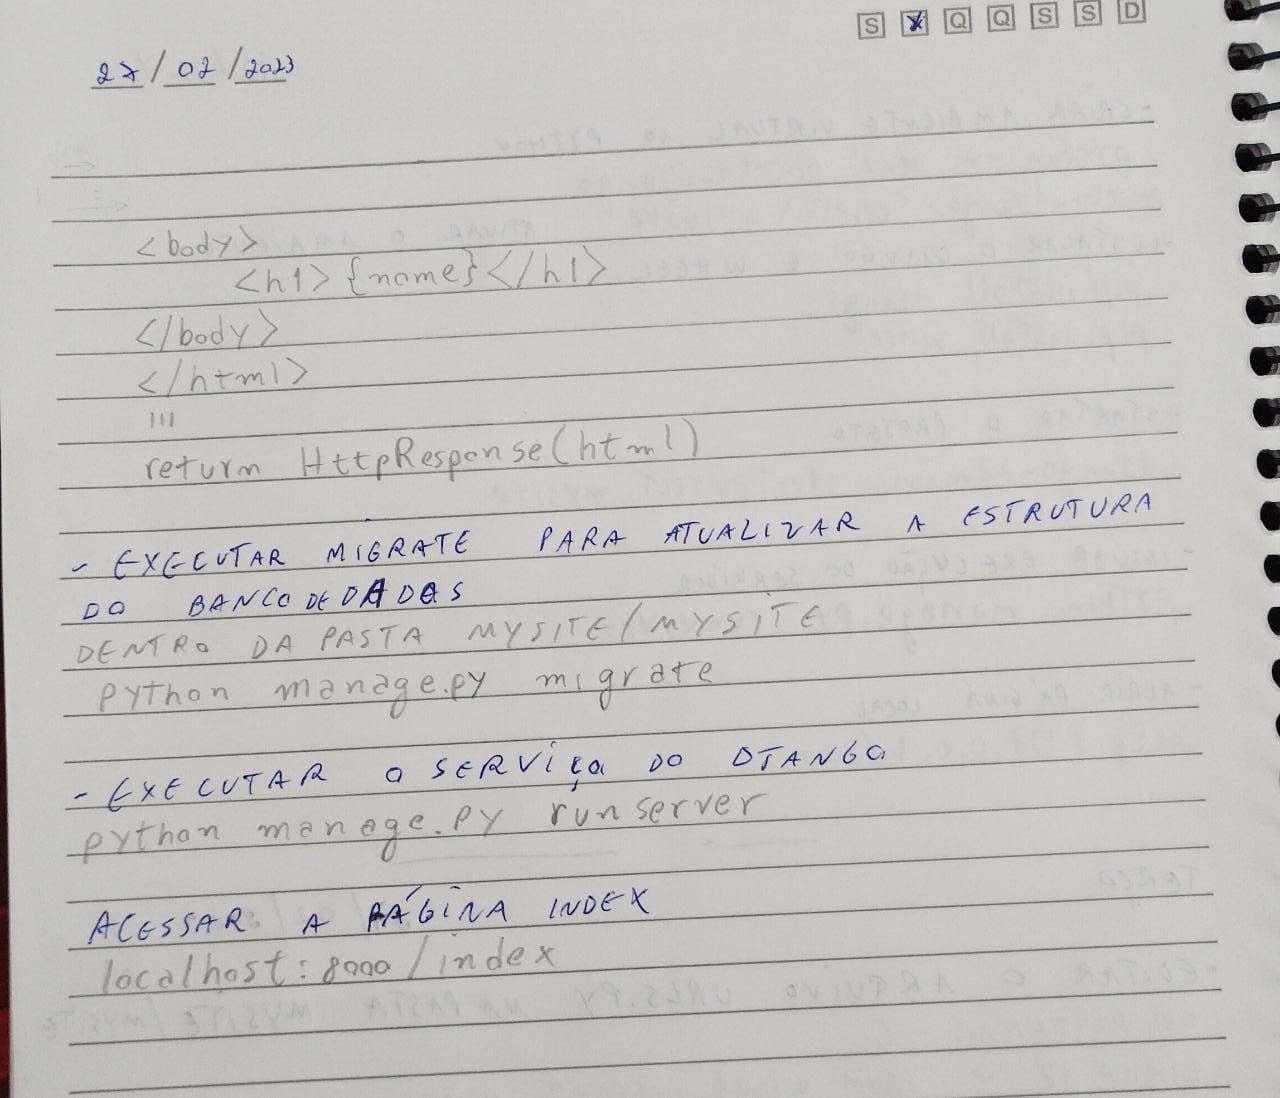 S X Q Q S S D
27/02/2023
<body>
<h1>{name}</h1>
</body>
</html>
'''
return HttpResponse(html)
- EXECUTAR MIGRATE PARA ATUALIZAR A ESTRUTURA
DO BANCO DE DADOS
DENTRO DA PASTA MYSITE/MYSITE
python manage.py migrate
- EXECUTAR O SERVIÇO DO DJANGO
python manage.py runserver
ACESSAR A PÁGINA INDEX
localhost:8000/index